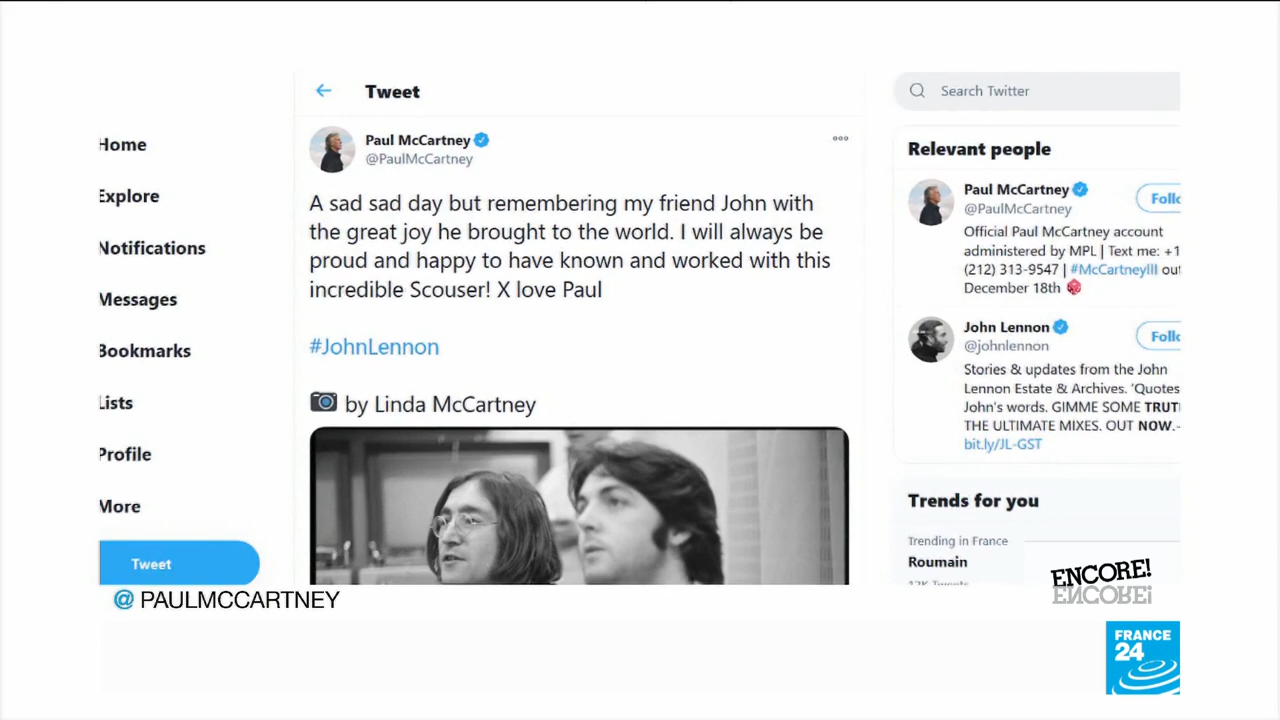 Home
Explore
Notifications
Messages
Bookmarks
Lists
Profile
More
Tweet
Tweet
Paul McCartney
@PaulMcCartney
A sad sad day but remembering my friend John with
the great joy he brought to the world. I will always be
proud and happy to have known and worked with this
incredible Scouser! X love Paul
#JohnLennon
by Linda McCartney
Search Twitter
Relevant people
Paul McCartney
Foll
@PaulMcCartney
Official Paul McCartney account
administered by MPL | Text me: +1
(212) 313-9547 | #McCartneyIII out
December 18th
John Lennon
Foll
@johnlennon
Stories & updates from the John
Lennon Estate & Archives. 'Quotes
John's words. GIMME SOME TRUT
THE ULTIMATE MIXES. OUT NOW.-
bit.ly/JL-GST
Trends for you
Trending in France
Roumain
@ PAULMCCARTNEY
ENCORE!
ENCORE!
FRANCE
24